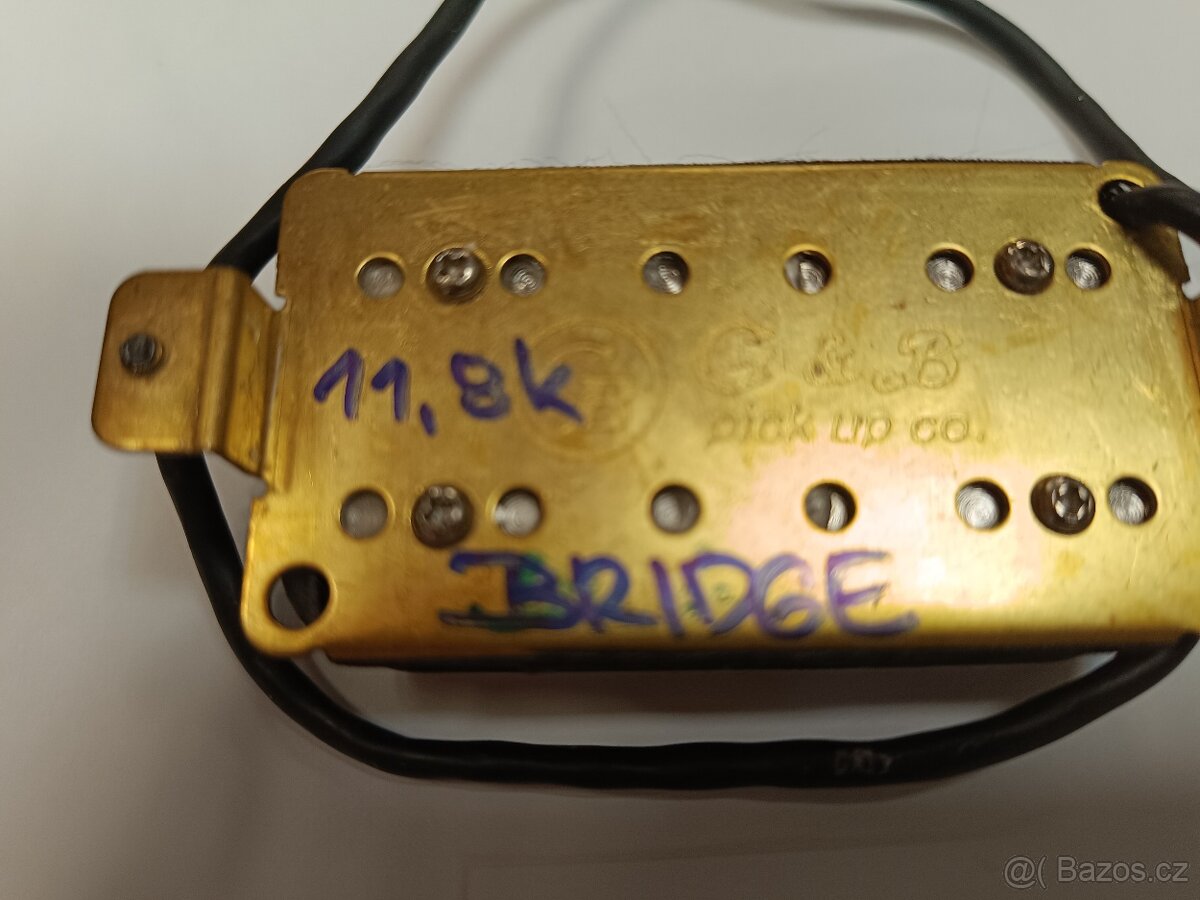 G & B
11,8k
pick up co.
BRIDGE
@( Bazos.cz